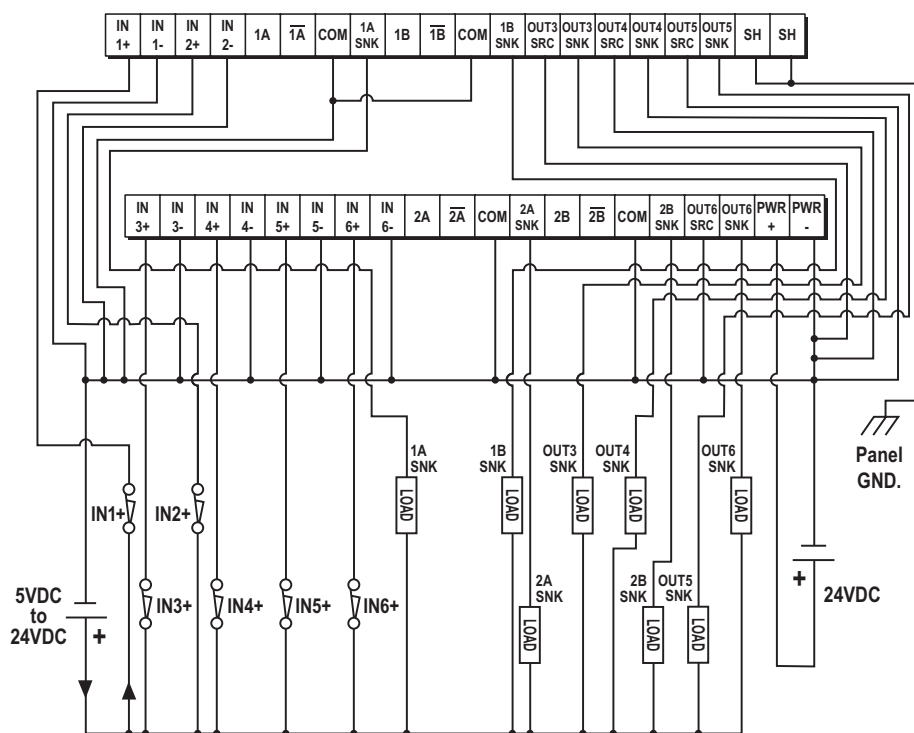 IN 1+ IN 1- IN 2+ IN 2- 1A 1A COM 1A SNK 1B 1B COM 1B SNK OUT3 SRC OUT3 SNK OUT4 SRC OUT4 SNK OUT5 SRC OUT5 SNK SH SH
IN 3+ IN 3- IN 4+ IN 4- IN 5+ IN 5- IN 6+ IN 6- 2A 2A COM 2A SNK 2B 2B COM 2B SNK OUT6 SRC OUT6 SNK PWR + PWR -
Panel
GND.
1A
SNK
LOAD
1B
SNK
LOAD
OUT3
SNK
LOAD
OUT4
SNK
LOAD
OUT6
SNK
LOAD
IN1+
IN2+
5VDC
to
24VDC
+
IN3+
IN4+
IN5+
IN6+
2A
SNK
LOAD
2B
SNK
LOAD
OUT5
SNK
LOAD
+
24VDC